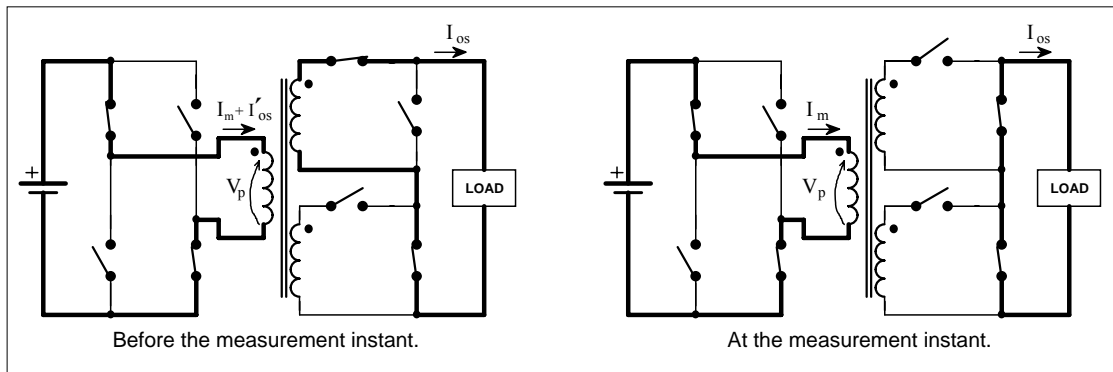 I os
+
I m + I′os
V p
LOAD
Before the measurement instant.
I os
+
I m
V p
LOAD
At the measurement instant.